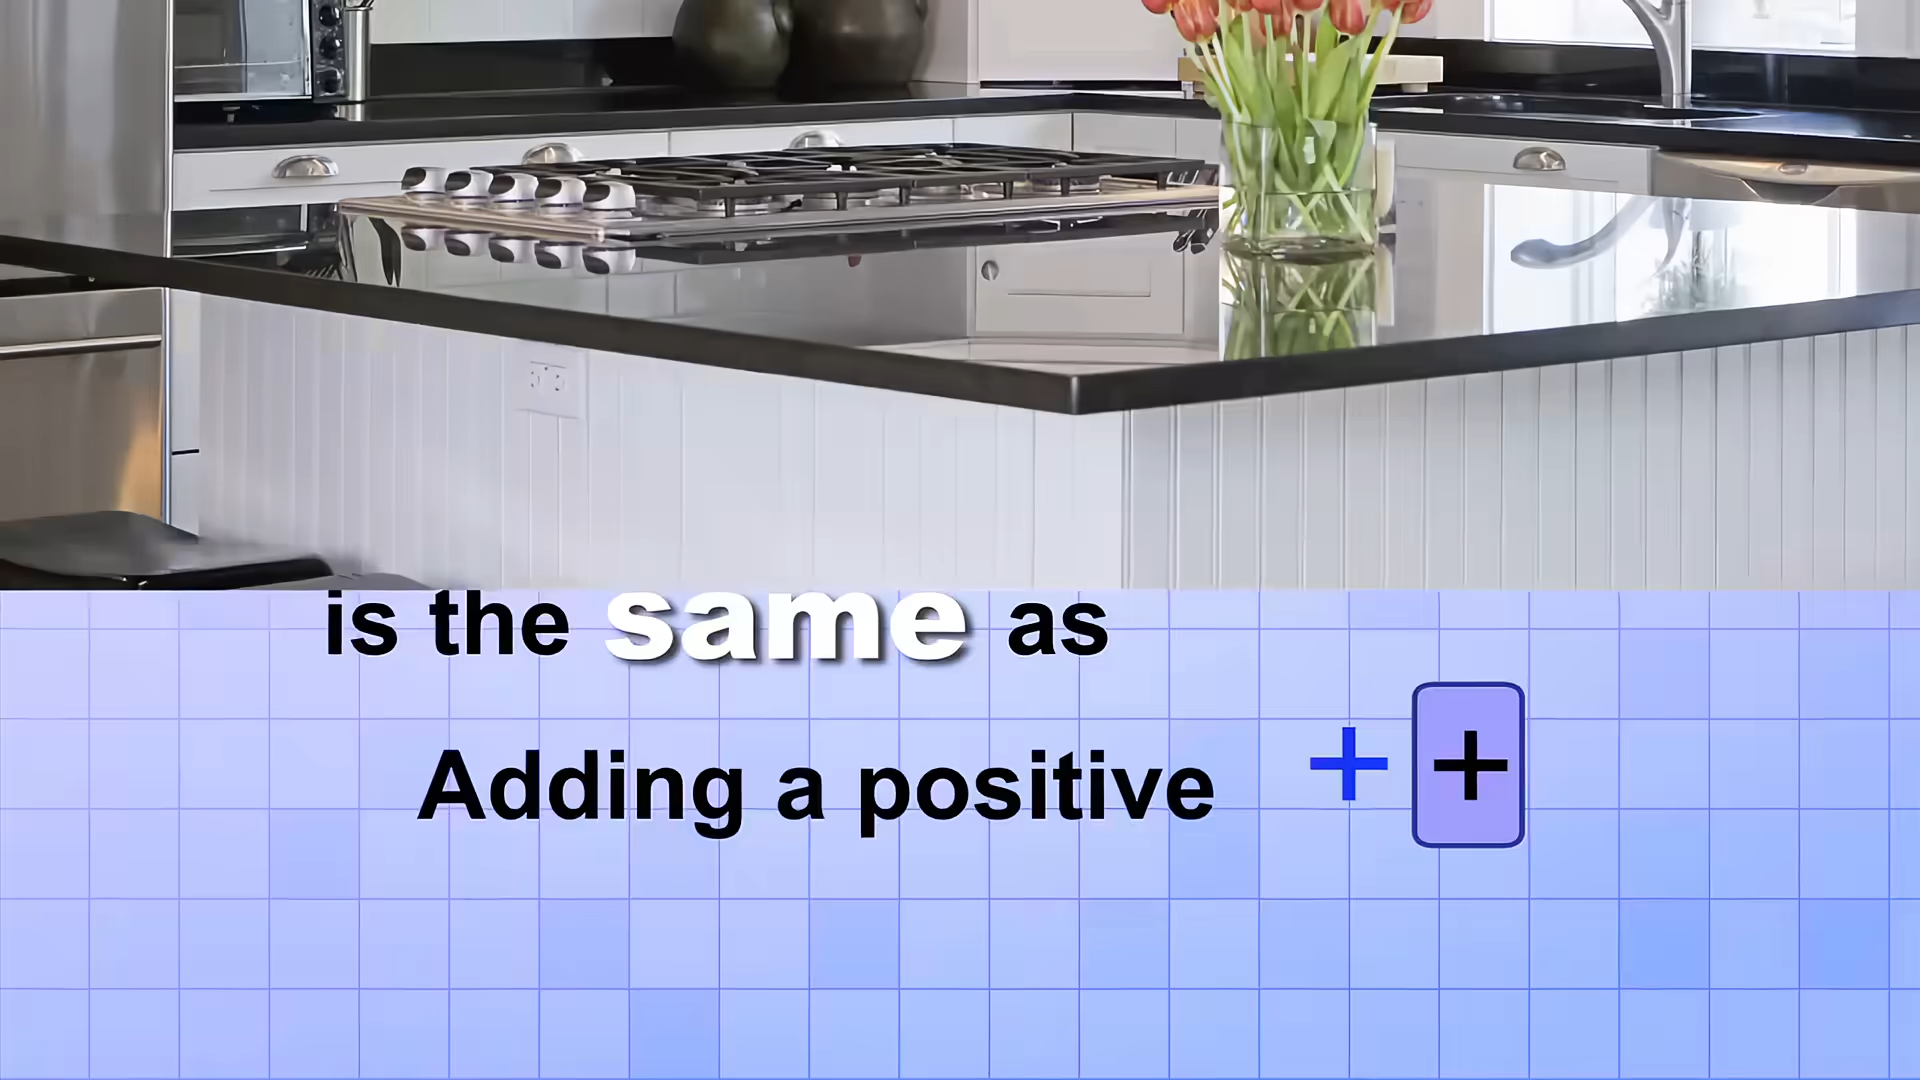 is the same as
Adding a positive + +